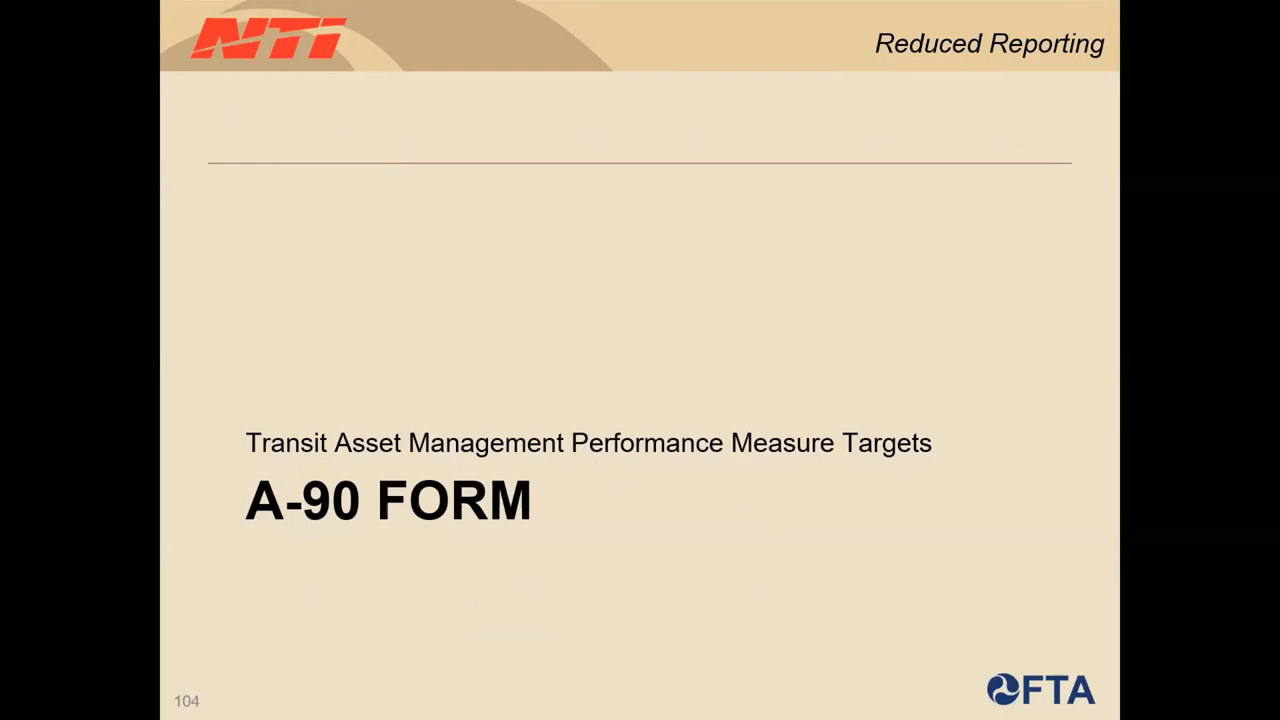 NTI
Reduced Reporting
Transit Asset Management Performance Measure Targets
A-90 FORM
104
FTA